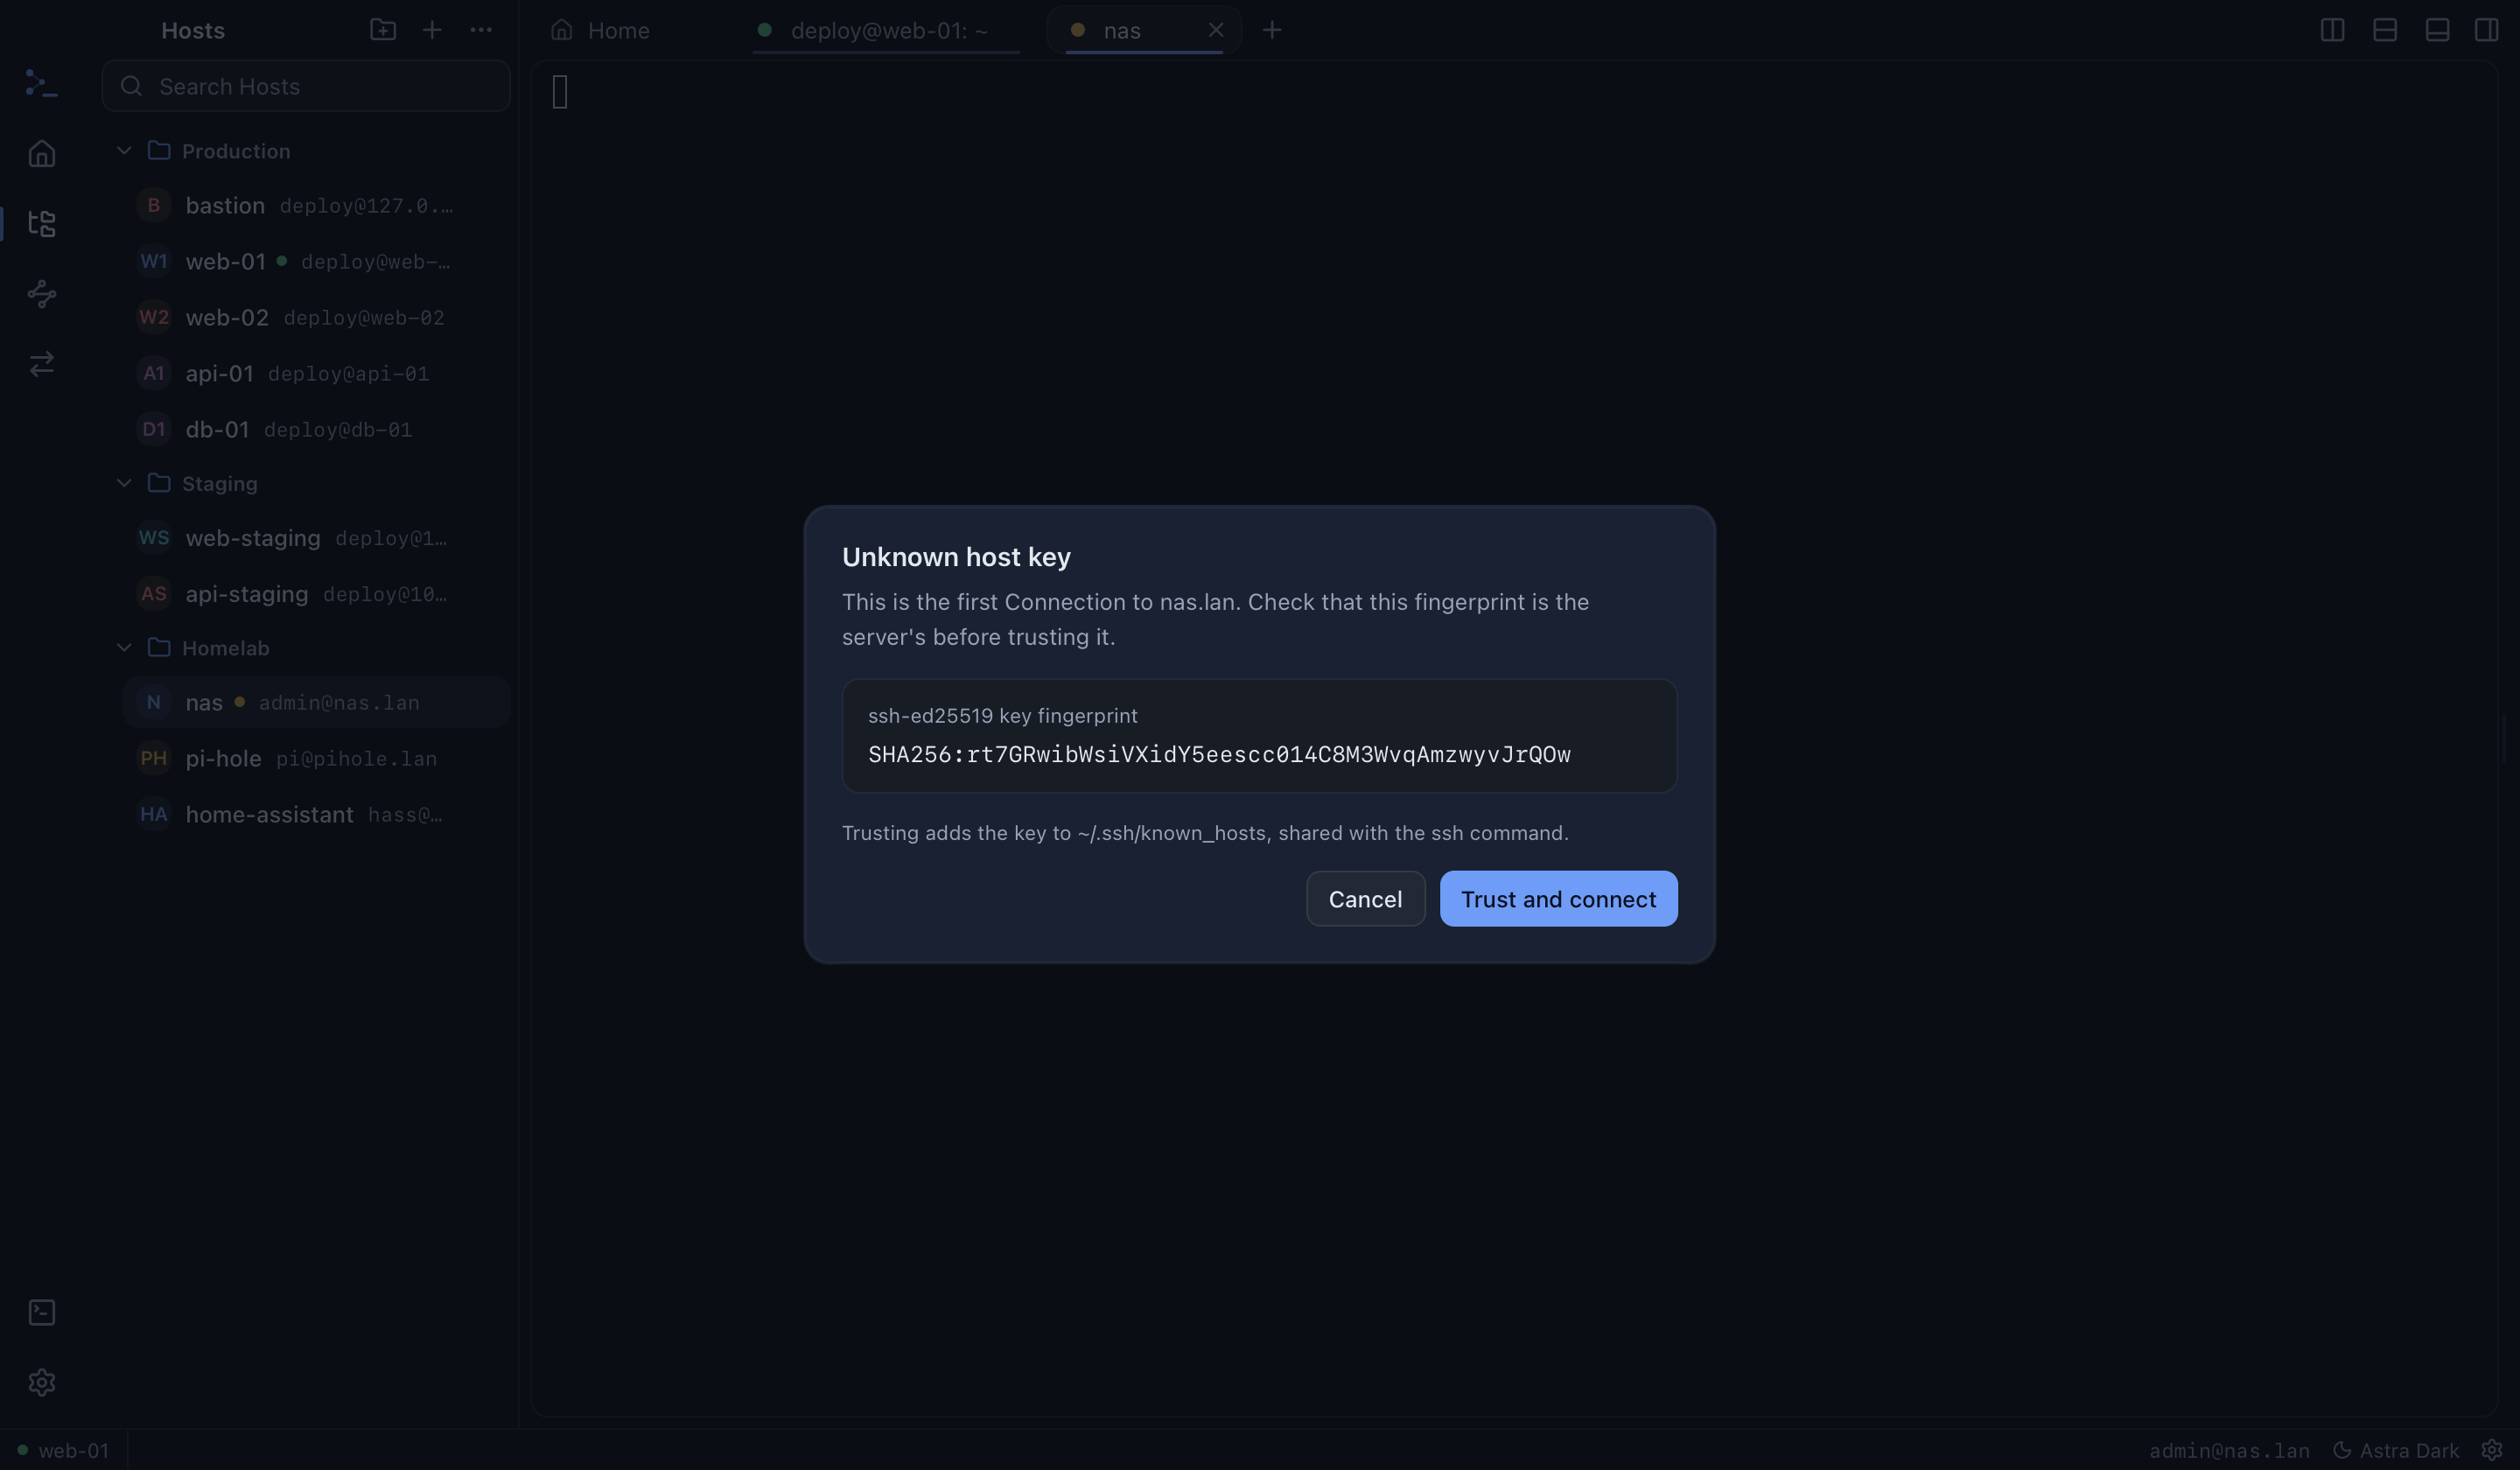 Hosts
Home
deploy@web-01: ~
nas
Search Hosts
Production
B bastion deploy@127.0.…
W1 web-01 deploy@web-…
W2 web-02 deploy@web-02
A1 api-01 deploy@api-01
D1 db-01 deploy@db-01
Staging
WS web-staging deploy@1…
AS api-staging deploy@10…
Homelab
N nas admin@nas.lan
PH pi-hole pi@pihole.lan
HA home-assistant hass@…
Unknown host key
This is the first Connection to nas.lan. Check that this fingerprint is the
server's before trusting it.
ssh-ed25519 key fingerprint
SHA256:rt7GRwibWsiVXidY5eescc014C8M3WvqAmzwyvJrQOw
Trusting adds the key to ~/.ssh/known_hosts, shared with the ssh command.
Cancel
Trust and connect
web-01
admin@nas.lan
Astra Dark